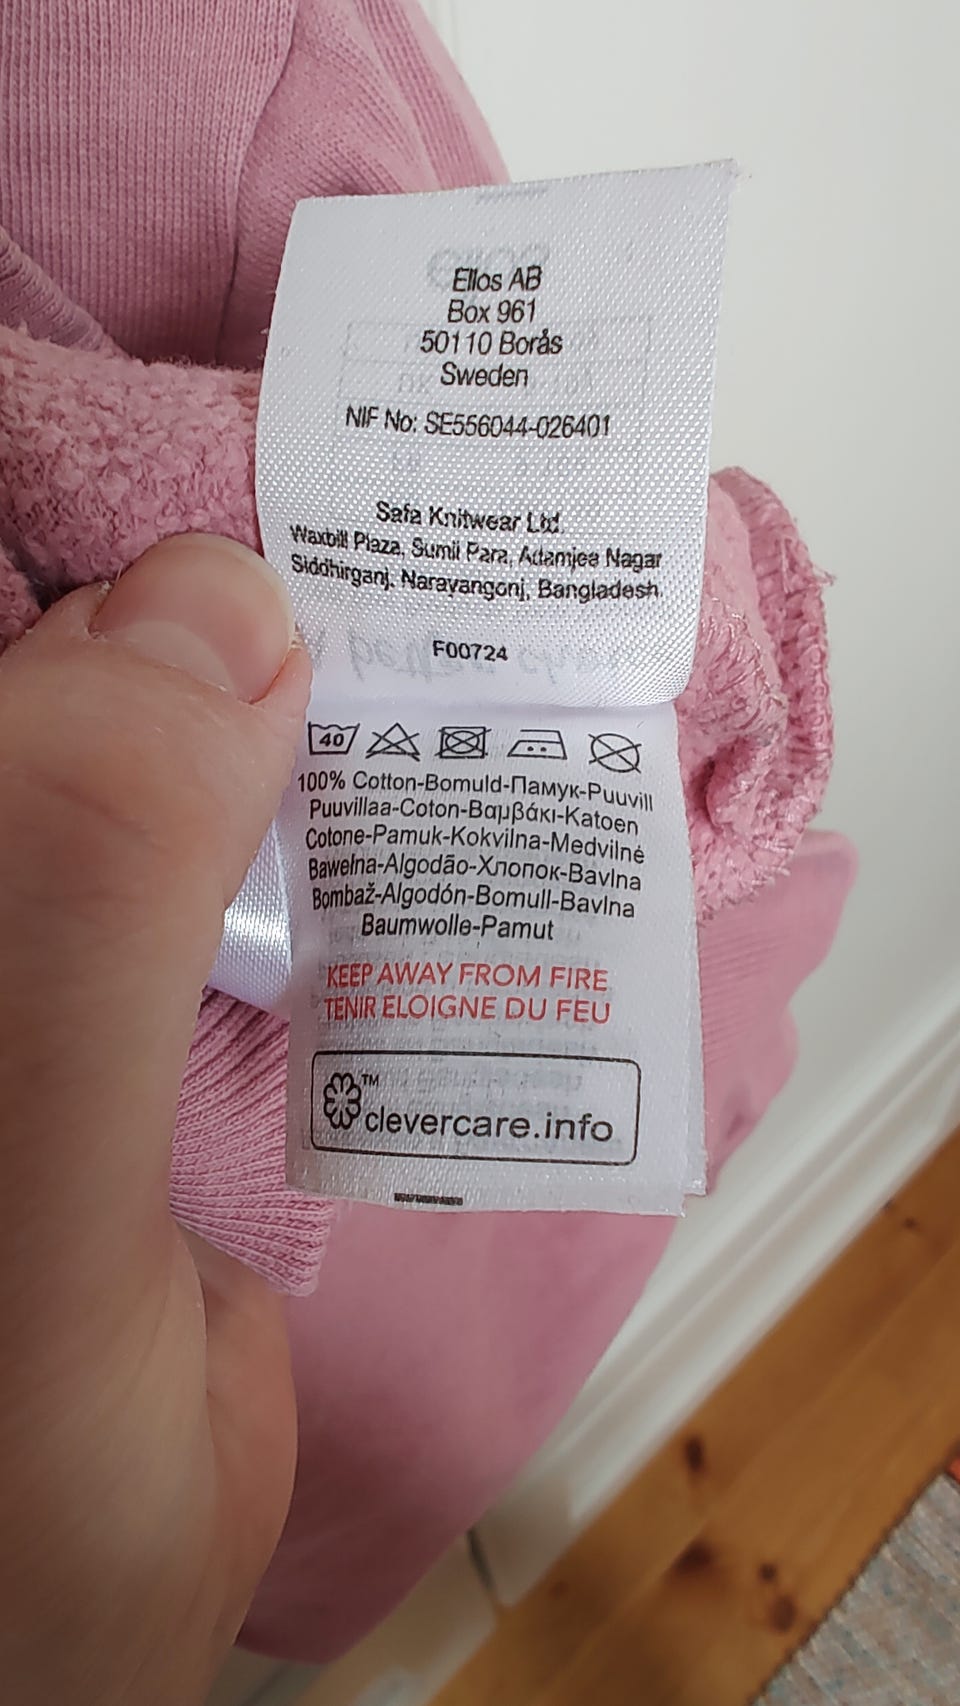 Ellos AB
Box 961
50110 Borås
Sweden
NIF No: SE556044-026401
Safa Knitwear Ltd.
Waxbill Plaza, Sumil Para, Adamjee Nagar
Siddhirganj. Narayangonj, Bangladesh.
F00724
40
100% Cotton-Bomuld-Памук-Puuvill
Puuvillaa-Coton-Βαμβάκι-Katoen
Cotone-Pamuk-Kokvilna-Medvilnė
Bawełna-Algodão-Хлопок-Bavlna
Bombaž-Algodón-Bomull-Bavlna
Baumwolle-Pamut
KEEP AWAY FROM FIRE
TENIR ELOIGNE DU FEU
TM
clevercare.info